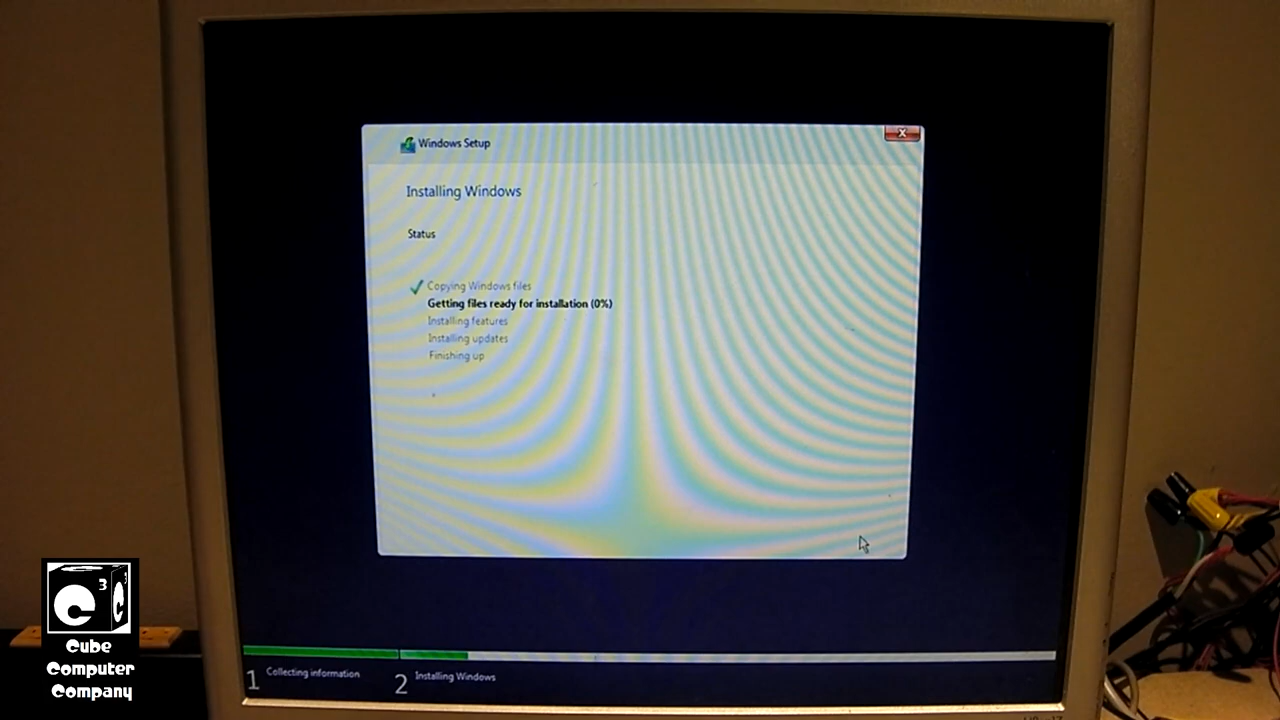 Windows Setup
X
Installing Windows
Status
Copying Windows files
Getting files ready for installation (0%)
Installing features
Installing updates
Finishing up
1 Collecting information
2 Installing Windows
C 3 C
Cube
Computer
Company